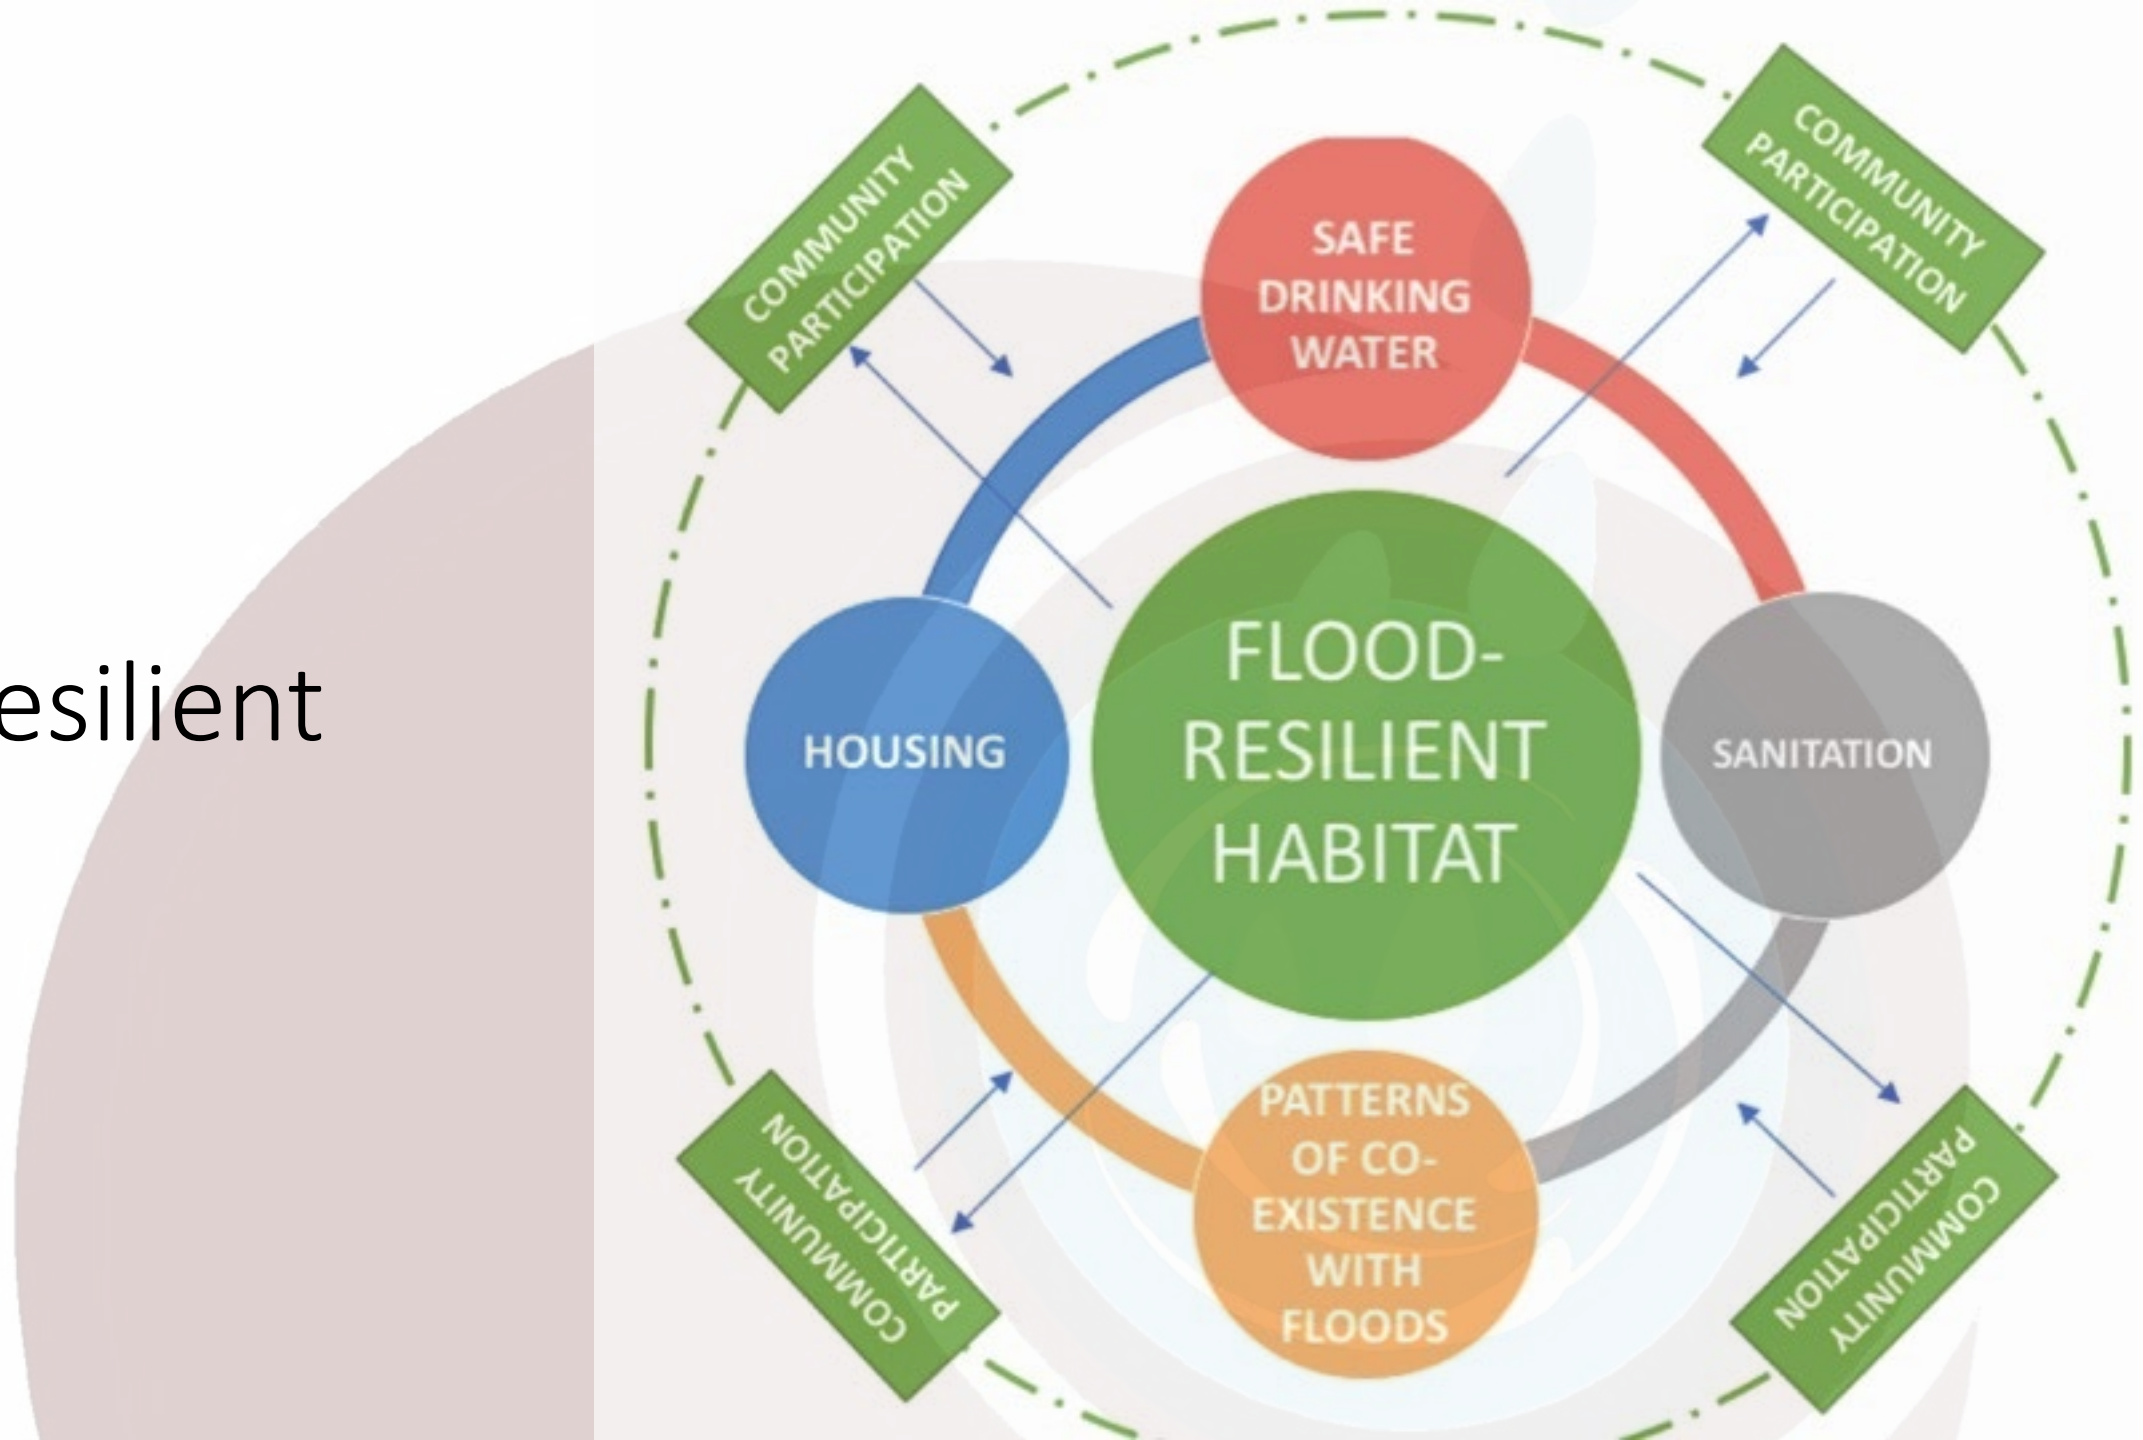 COMMUNITY
PARTICIPATION
COMMUNITY
PARTICIPATION
SAFE
DRINKING
WATER
esilient
HOUSING
FLOOD-
RESILIENT
HABITAT
SANITATION
PATTERNS
OF CO-
EXISTENCE
WITH
FLOODS
COMMUNITY
PARTICIPATION
COMMUNITY
PARTICIPATION